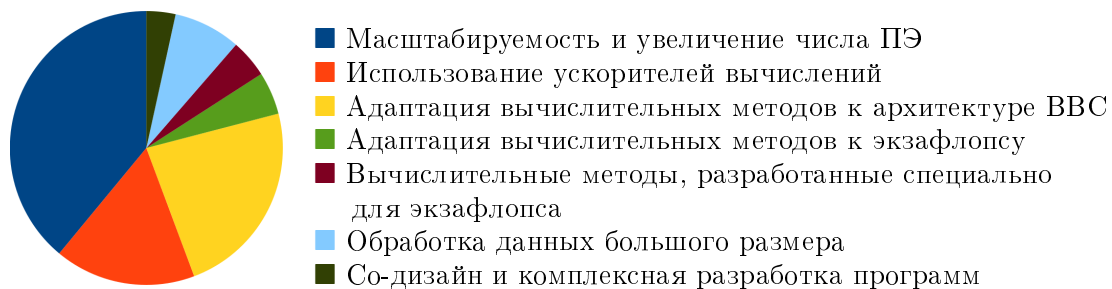 Масштабируемость и увеличение числа ПЭ
Использование ускорителей вычислений
Адаптация вычислительных методов к архитектуре ВВС
Адаптация вычислительных методов к экзафлопсу
Вычислительные методы, разработанные специально
для экзафлопса
Обработка данных большого размера
Со-дизайн и комплексная разработка программ